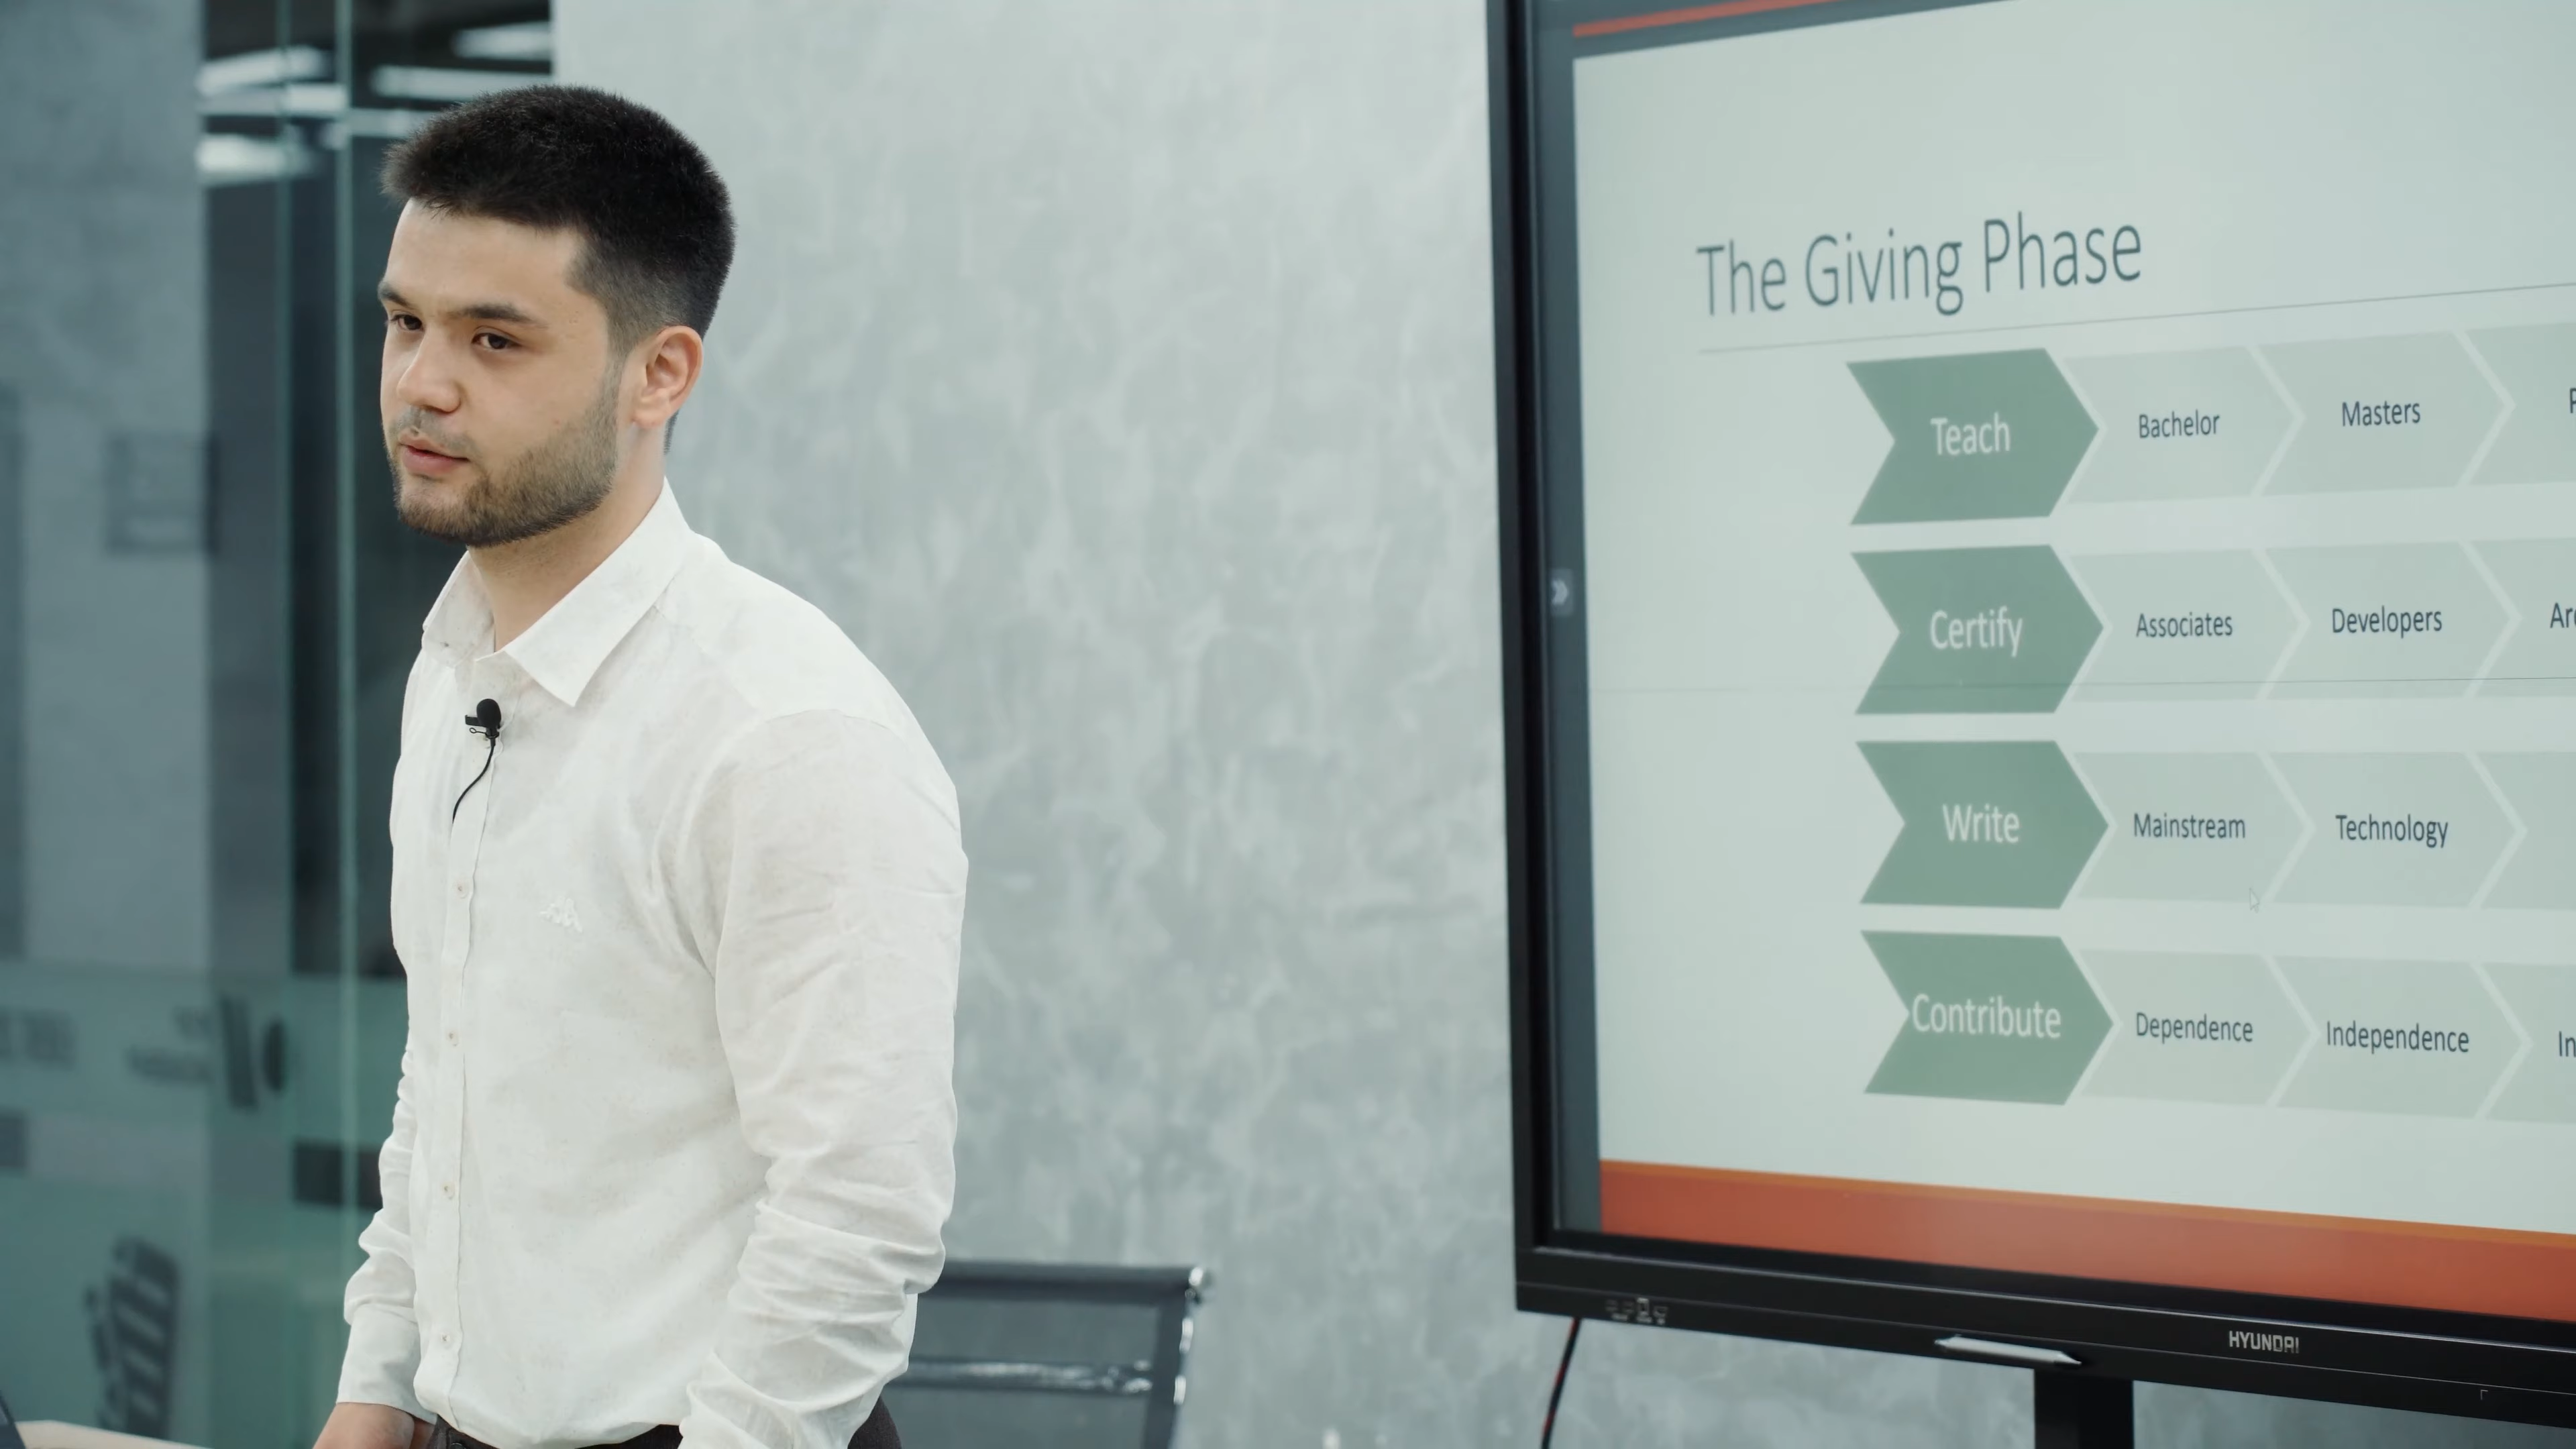 The Giving Phase
Teach Bachelor Masters
Certify Associates Developers
Write Mainstream Technology
Contribute Dependence Independence
HYUNDAI